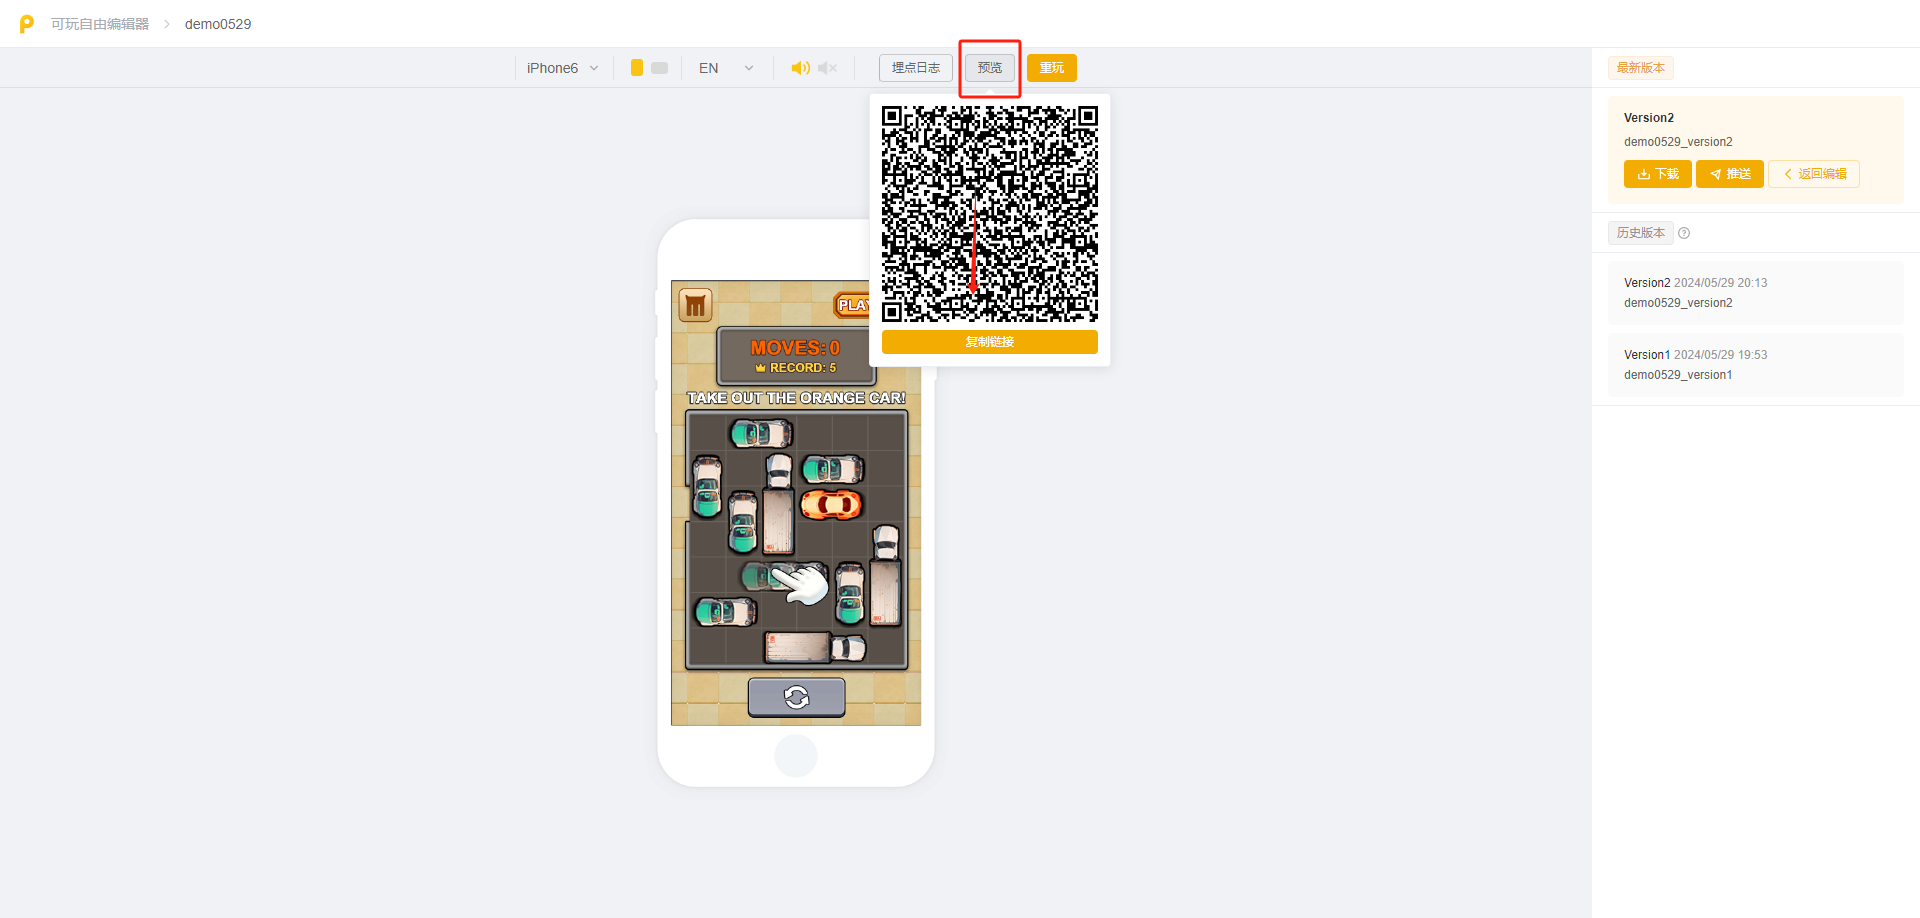 可玩自由编辑器 > demo0529
iPhone6
EN
埋点日志
预览
重玩
复制链接
PLAY
MOVES: 0
RECORD: 5
TAKE OUT THE ORANGE CAR!
最新版本
Version2
demo0529_version2
下载
推送
返回编辑
历史版本
Version2 2024/05/29 20:13
demo0529_version2
Version1 2024/05/29 19:53
demo0529_version1